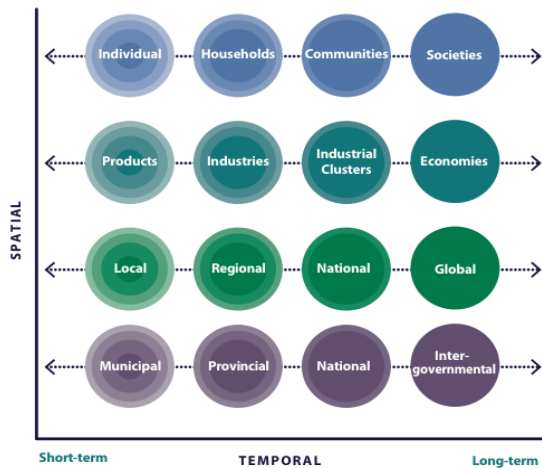 Individual
Households
Communities
Societies
Products
Industries
Industrial
Clusters
Economies
SPATIAL
Local
Regional
National
Global
Municipal
Provincial
National
Inter-
governmental
Short-term
TEMPORAL
Long-term